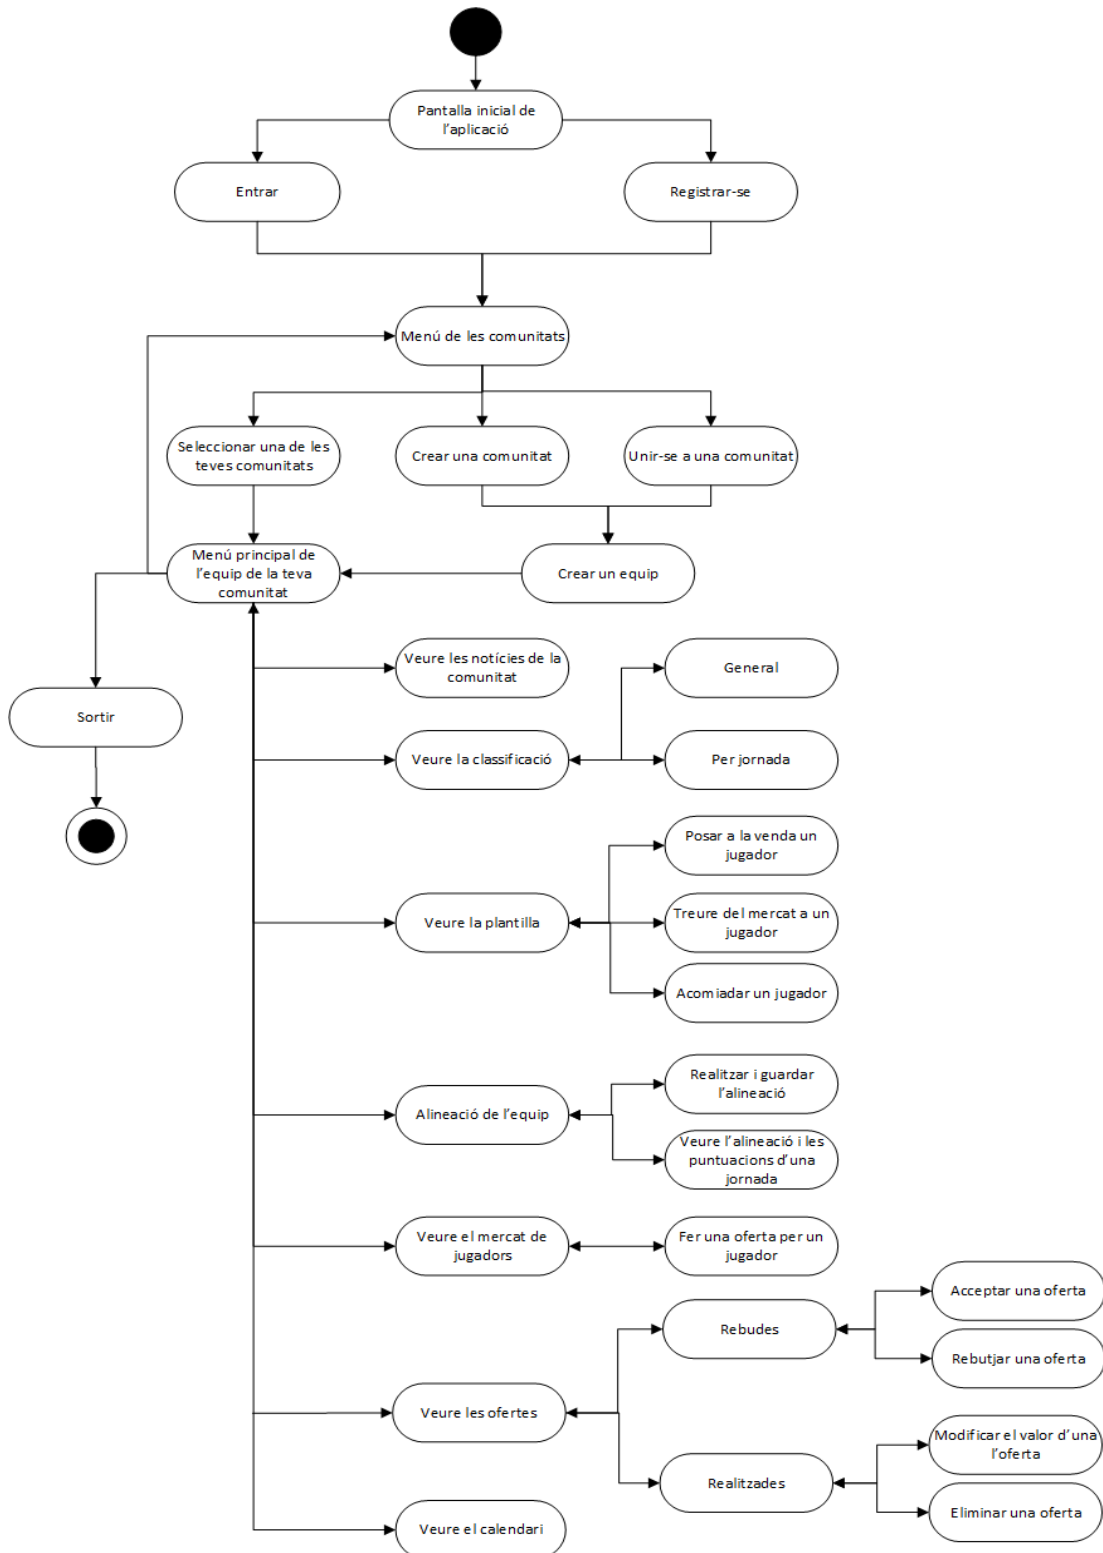 Pantalla inicial de
l'aplicació
Entrar
Registrar-se
Menú de les comunitats
Seleccionar una de les
teves comunitats
Crear una comunitat
Unir-se a una comunitat
Menú principal de
l'equip de la teva
comunitat
Crear un equip
Veure les notícies de la
comunitat
General
Sortir
Veure la classificació
Per jornada
Posar a la venda un
jugador
Veure la plantilla
Treure del mercat a un
jugador
Acomiadar un jugador
Realitzar i guardar
l'alineació
Alineació de l'equip
Veure l'alineació i les
puntuacions d'una
jornada
Veure el mercat de
jugadors
Fer una oferta per un
jugador
Acceptar una oferta
Rebudes
Rebutjar una oferta
Veure les ofertes
Modificar el valor d'una
l'oferta
Realitzades
Eliminar una oferta
Veure el calendari